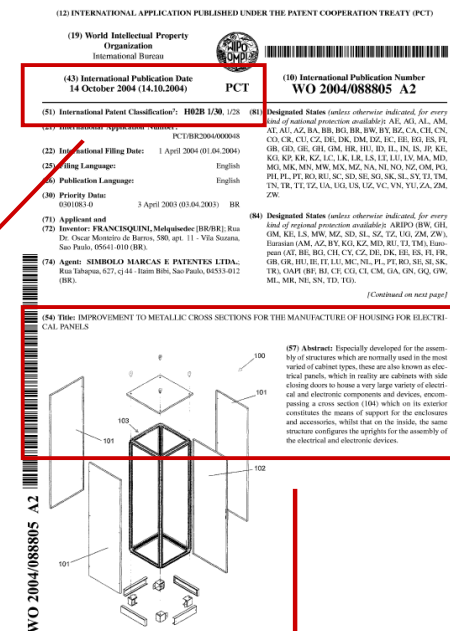 (12) INTERNATIONAL APPLICATION PUBLISHED UNDER THE PATENT COOPERATION TREATY (PCT)
(19) World Intellectual Property
Organization
International Bureau
WIPO
OMPI
(43) International Publication Date
14 October 2004 (14.10.2004)
PCT
(10) International Publication Number
WO 2004/088805 A2
(51) International Patent Classification⁷: H02B 1/30, 1/28
(21) International Application Number:
PCT/BR2004/000048
(22) International Filing Date: 1 April 2004 (01.04.2004)
Filing Language: English
(26) Publication Language: English
(30) Priority Data:
0301083-0 3 April 2003 (03.04.2003) BR
(71) Applicant and
(72) Inventor: FRANCISQUINI, Melquisedec [BR/BR]; Rua
Dr. Oscar Monteiro de Barros, 580, apt. 11 - Vila Suzana,
Sao Paulo, 05641-010 (BR).
(74) Agent: SIMBOLO MARCAS E PATENTES LTDA.;
Rua Tabapua, 627, cj 44 - Itaim Bibi, Sao Paulo, 04533-012
(BR).
(81) Designated States (unless otherwise indicated, for every
kind of national protection available): AE, AG, AL, AM,
AT, AU, AZ, BA, BB, BG, BR, BW, BY, BZ, CA, CH, CN,
CO, CR, CU, CZ, DE, DK, DM, DZ, EC, EE, EG, ES, FI,
GB, GD, GE, GH, GM, HR, HU, ID, IL, IN, IS, JP, KE,
KG, KP, KR, KZ, LC, LK, LR, LS, LT, LU, LV, MA, MD,
MG, MK, MN, MW, MX, MZ, NA, NI, NO, NZ, OM, PG,
PH, PL, PT, RO, RU, SC, SD, SE, SG, SK, SL, SY, TJ, TM,
TN, TR, TT, TZ, UA, UG, US, UZ, VC, VN, YU, ZA, ZM,
ZW.
(84) Designated States (unless otherwise indicated, for every
kind of regional protection available): ARIPO (BW, GH,
GM, KE, LS, MW, MZ, SD, SL, SZ, TZ, UG, ZM, ZW),
Eurasian (AM, AZ, BY, KG, KZ, MD, RU, TJ, TM), Euro-
pean (AT, BE, BG, CH, CY, CZ, DE, DK, EE, ES, FI, FR,
GB, GR, HU, IE, IT, LU, MC, NL, PL, PT, RO, SE, SI, SK,
TR), OAPI (BF, BJ, CF, CG, CI, CM, GA, GN, GQ, GW,
ML, MR, NE, SN, TD, TG).
[Continued on next page]
(54) Title: IMPROVEMENT TO METALLIC CROSS SECTIONS FOR THE MANUFACTURE OF HOUSING FOR ELECTRI-
CAL PANELS
(57) Abstract: Especially developed for the assem-
bly of structures which are normally used in the most
varied of cabinet types, these are also known as elec-
trical panels, which in reality are cabinets with side
closing doors to house a very large variety of electri-
cal and electronic components and devices, encom-
passing a cross section (104) which on its exterior
constitutes the means of support for the enclosures
and accessories, whilst that on the inside, the same
structure configures the uprights for the assembly of
the electrical and electronic devices.
100
101
103
101
102
101
WO 2004/088805 A2